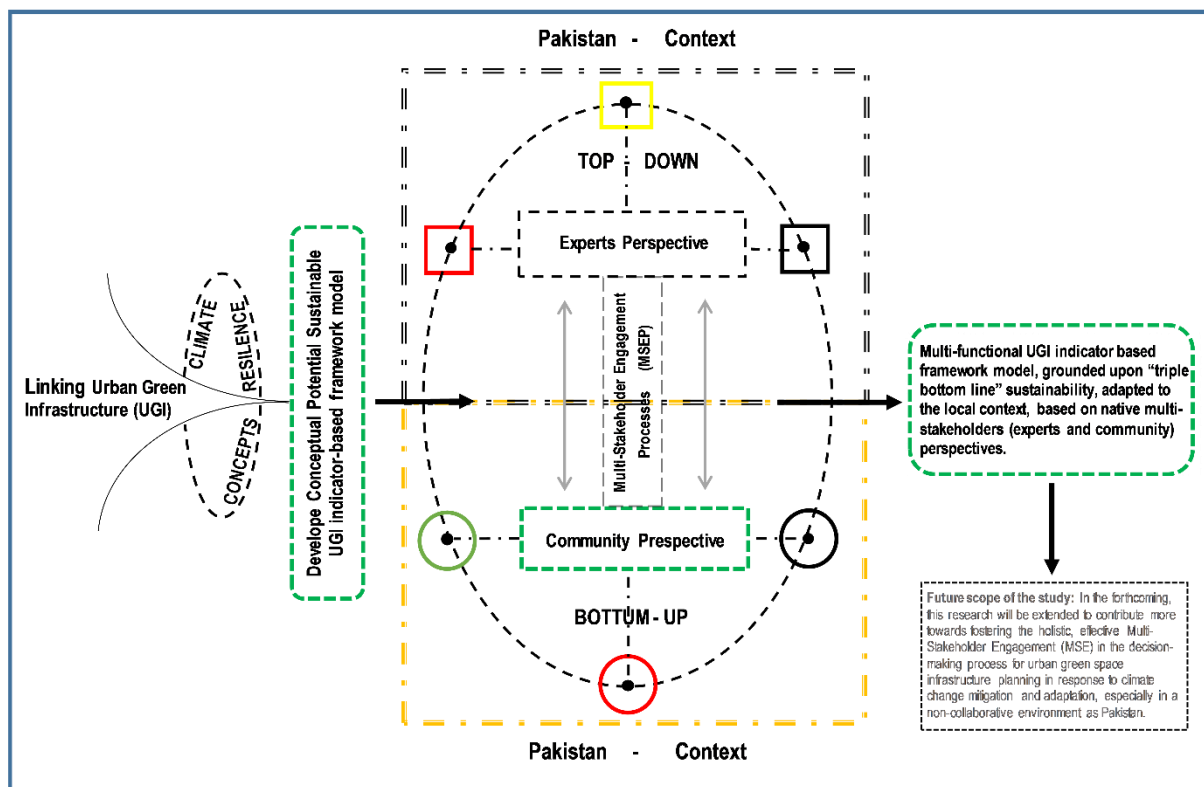 Pakistan - Context
TOP - DOWN
Experts Perspective
Linking Urban Green
Infrastructure (UGI)
CLIMATE
RESILENCE
CONCEPTS
Develope Conceptual Potential Sustainable
UGI indicator-based framework model
Multi-Stakeholder Engagement
Processes (MSEP)
Community Prespective
BOTTUM - UP
Pakistan - Context
Multi-functional UGI indicator based
framework model, grounded upon “triple
bottom line” sustainability, adapted to
the local context, based on native multi-
stakeholders (experts and community)
perspectives.
Future scope of the study: In the forthcoming,
this research will be extended to contribute more
towards fostering the holistic, effective Multi-
Stakeholder Engagement (MSE) in the decision-
making process for urban green space
infrastructure planning in response to climate
change mitigation and adaptation, especially in a
non-collaborative environment as Pakistan.